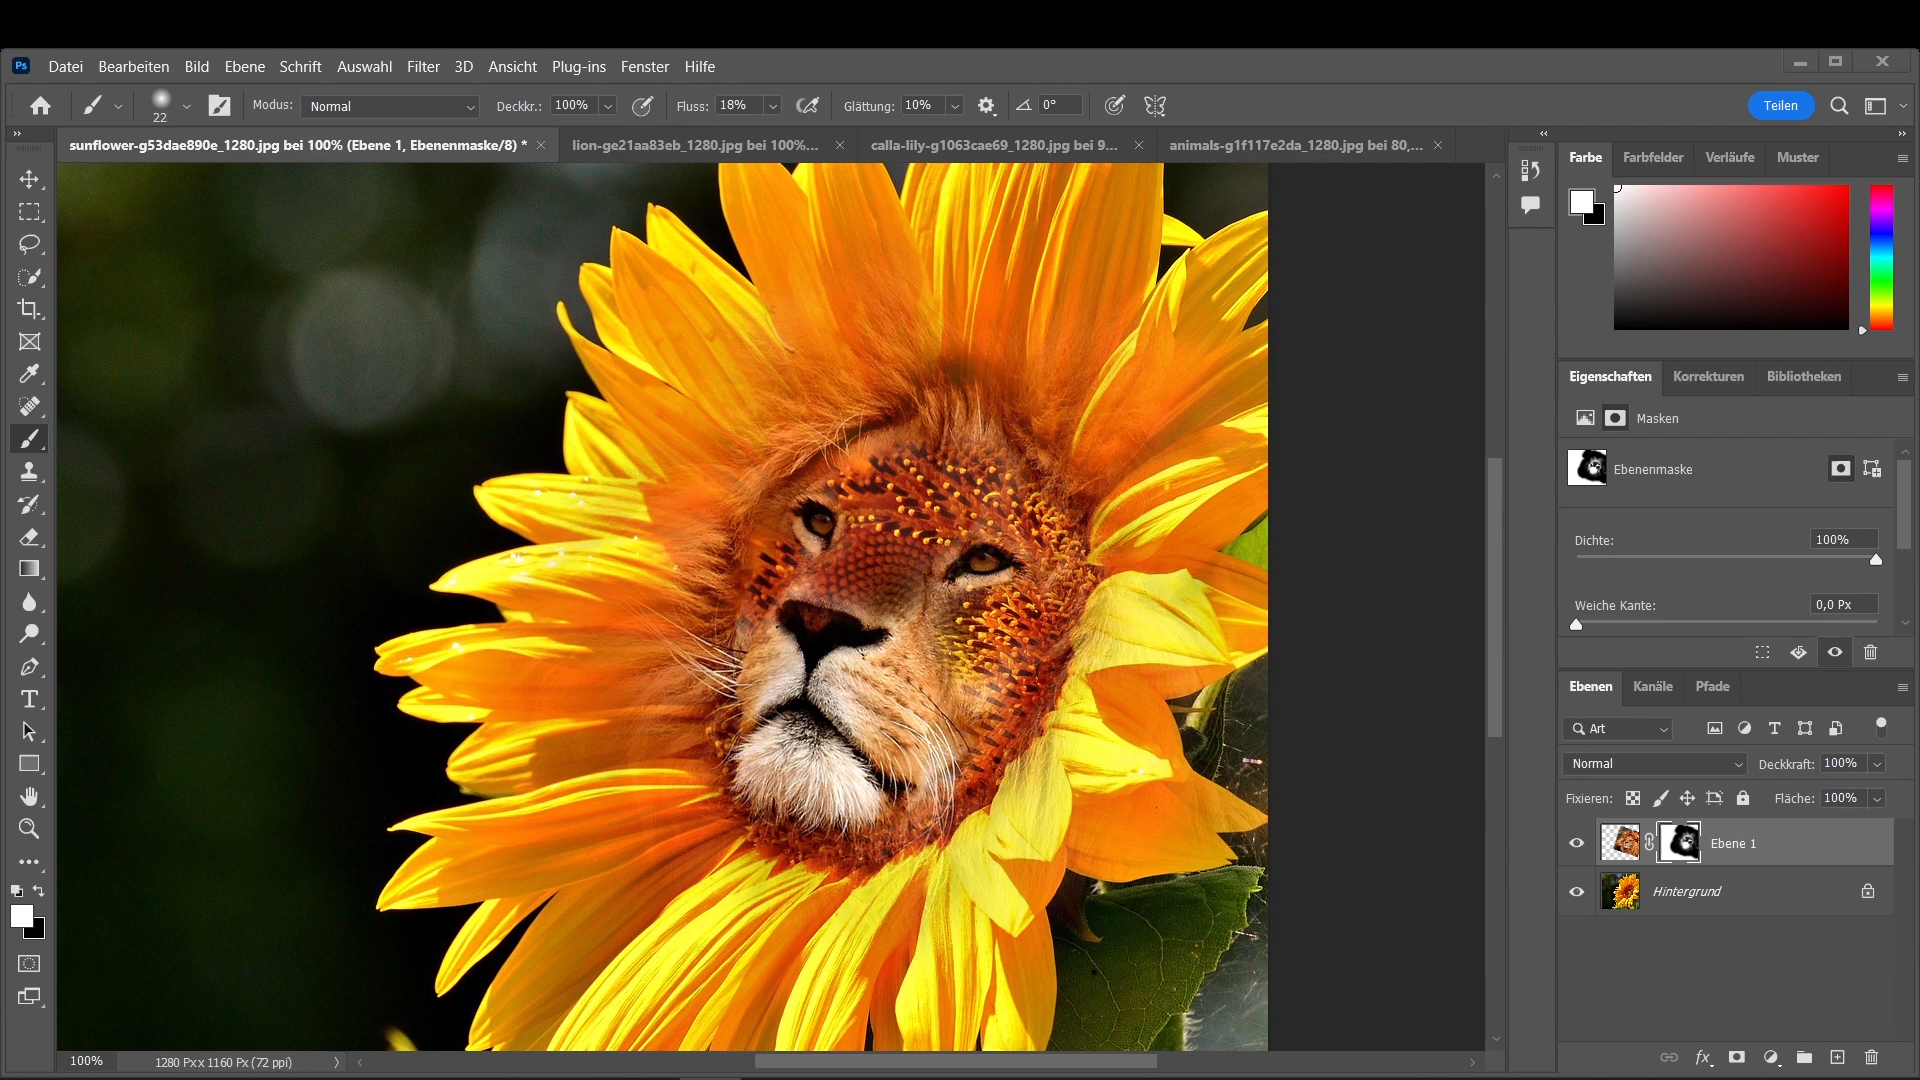 Ps Datei Bearbeiten Bild Ebene Schrift Auswahl Filter 3D Ansicht Plug-ins Fenster Hilfe
22 Modus: Normal Deckkr.: 100% Fluss: 18% Glättung: 10% 0° Teilen
sunflower-g53dae890e_1280.jpg bei 100% (Ebene 1, Ebenenmaske/8) * lion-ge21aa83eb_1280.jpg bei 100%... calla-lily-g1063cae69_1280.jpg bei 9... animals-g1f117e2da_1280.jpg bei 80,...
Farbe Farbfelder Verläufe Muster
Eigenschaften Korrekturen Bibliotheken
Masken
Ebenenmaske
Dichte: 100%
Weiche Kante: 0,0 Px
Ebenen Kanäle Pfade
Art
Normal Deckkraft: 100%
Fixieren: Fläche: 100%
Ebene 1
Hintergrund
fx
100% 1280 Px x 1160 Px (72 ppi)